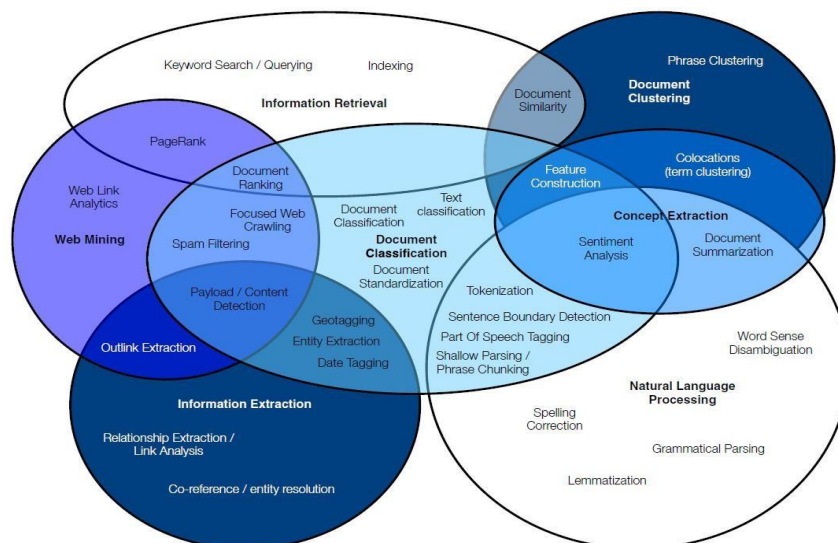 Keyword Search / Querying
Indexing
Information Retrieval
Phrase Clustering
Document
Clustering
Document
Similarity
PageRank
Document
Ranking
Feature
Construction
Colocations
(term clustering)
Web Link
Analytics
Focused Web
Crawling
Document
Classification
Text
classification
Concept Extraction
Web Mining
Spam Filtering
Document
Classification
Sentiment
Analysis
Document
Summarization
Document
Standardization
Payload / Content
Detection
Tokenization
Geotagging
Sentence Boundary Detection
Outlink Extraction
Entity Extraction
Part Of Speech Tagging
Word Sense
Disambiguation
Date Tagging
Shallow Parsing /
Phrase Chunking
Natural Language
Processing
Information Extraction
Spelling
Correction
Relationship Extraction /
Link Analysis
Grammatical Parsing
Co-reference / entity resolution
Lemmatization